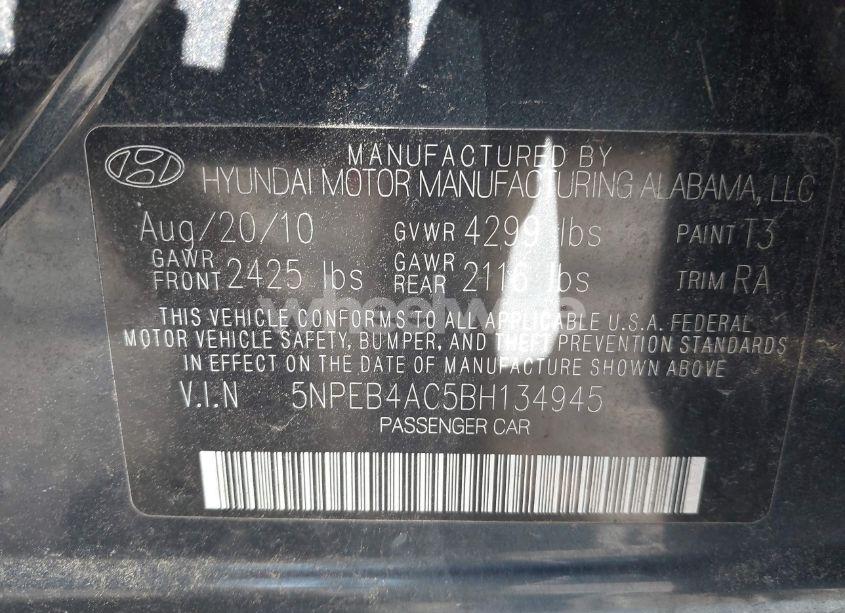 MANUFACTURED BY
HYUNDAI MOTOR MANUFACTURING ALABAMA, LLC
Aug/20/10 GVWR 4299 lbs PAINT T3
GAWR FRONT 2425 lbs GAWR REAR 2116 lbs TRIM RA
THIS VEHICLE CONFORMS TO ALL APPLICABLE U.S.A. FEDERAL
MOTOR VEHICLE SAFETY, BUMPER, AND THEFT PREVENTION STANDARDS
IN EFFECT ON THE DATE OF MANUFACTURE SHOWN ABOVE
V.I.N 5NPEB4AC5BH134945
PASSENGER CAR